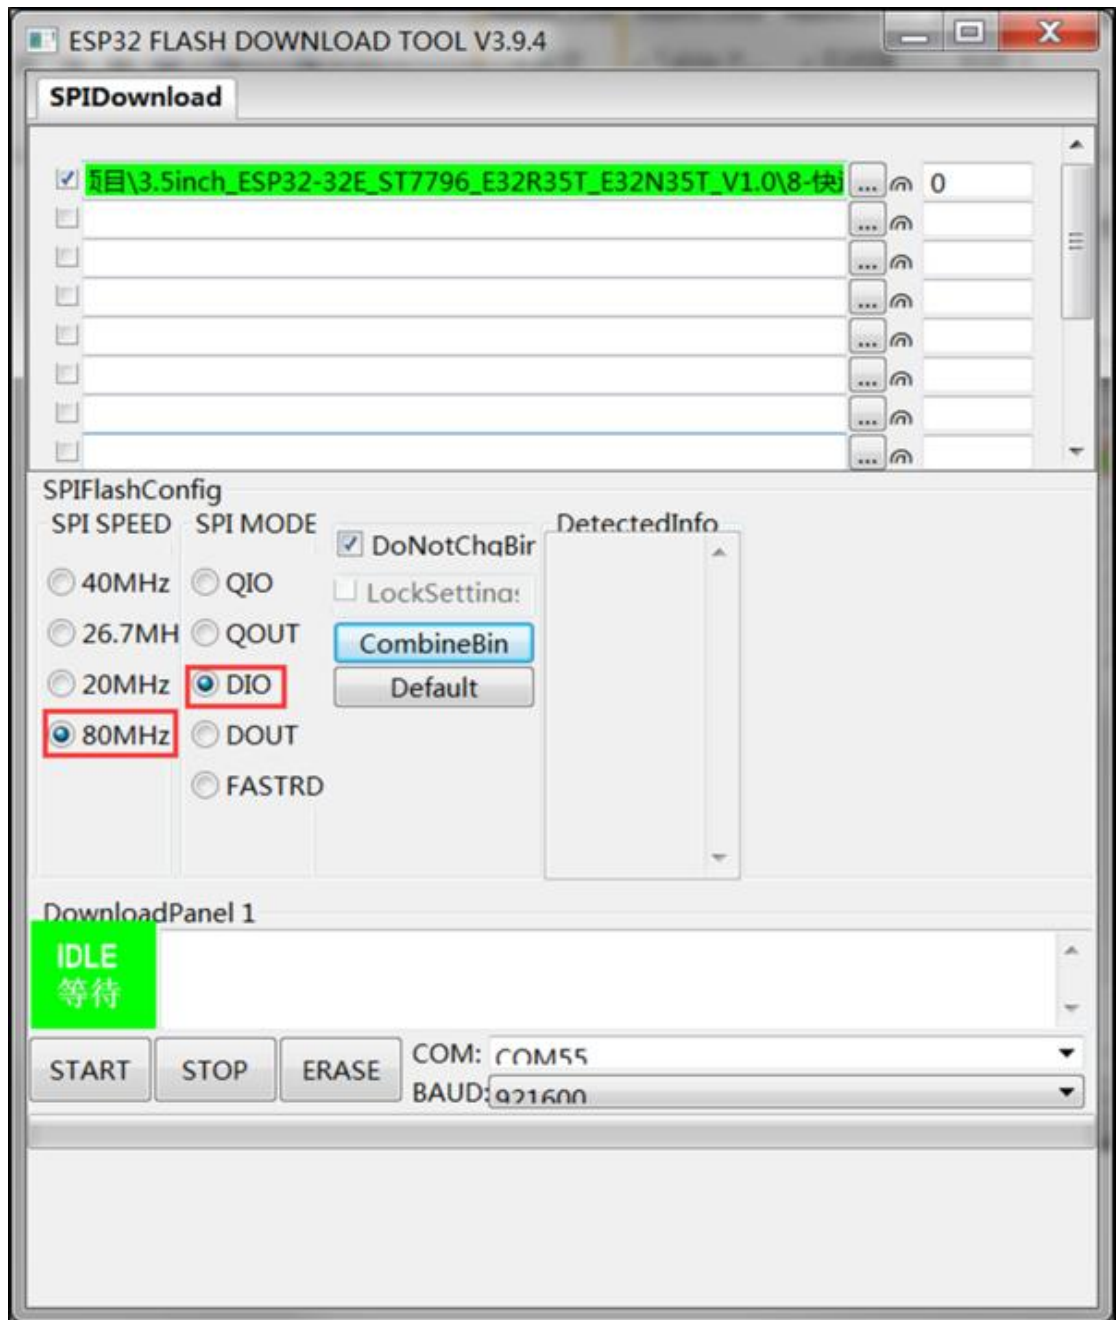 ESP32 FLASH DOWNLOAD TOOL V3.9.4
SPIDownload
项目\3.5inch_ESP32-32E_ST7796_E32R35T_E32N35T_V1.0\8-快 ... 0
...
...
...
...
...
...
...
SPIFlashConfig
SPI SPEED SPI MODE DetectedInfo
DoNotChgBin
40MHz QIO LockSettings
26.7MH QOUT CombineBin
20MHz DIO Default
80MHz DOUT
FASTRD
DownloadPanel 1
IDLE
等待
START STOP ERASE COM: COM55
BAUD: 921600